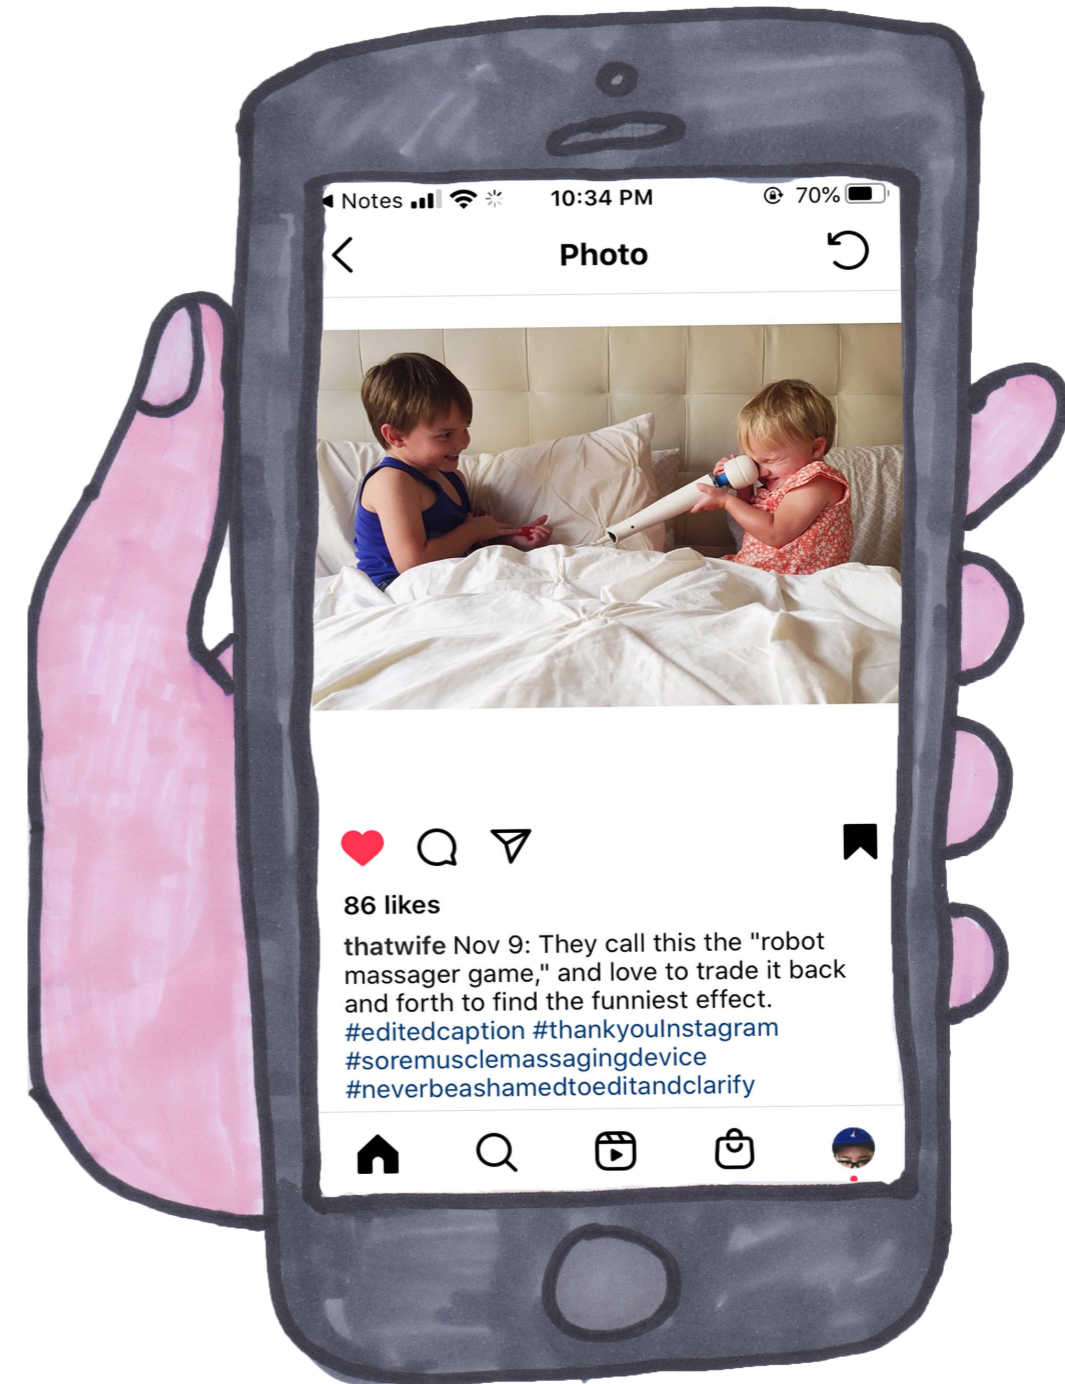 Notes
10:34 PM
70%
Photo
86 likes
thatwife Nov 9: They call this the "robot
massager game," and love to trade it back
and forth to find the funniest effect.
#editedcaption #thankyouInstagram
#soremusclemassagingdevice
#neverbeashamedtoeditandclarify